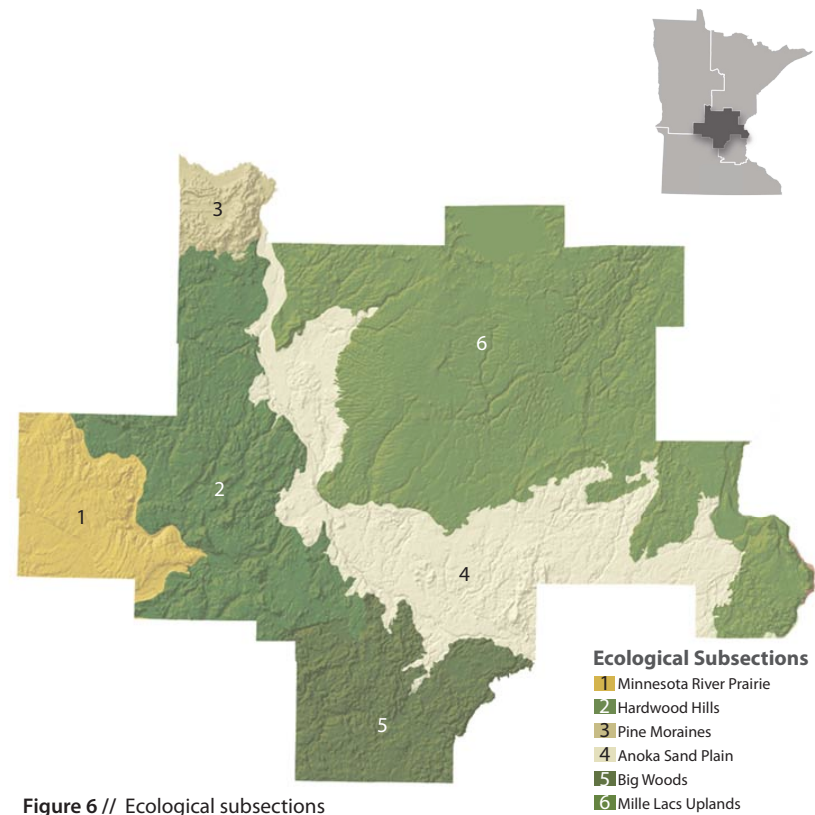 3
6
2
1
4
5
Ecological Subsections
1 Minnesota River Prairie
2 Hardwood Hills
3 Pine Moraines
4 Anoka Sand Plain
5 Big Woods
6 Mille Lacs Uplands
Figure 6 // Ecological subsections